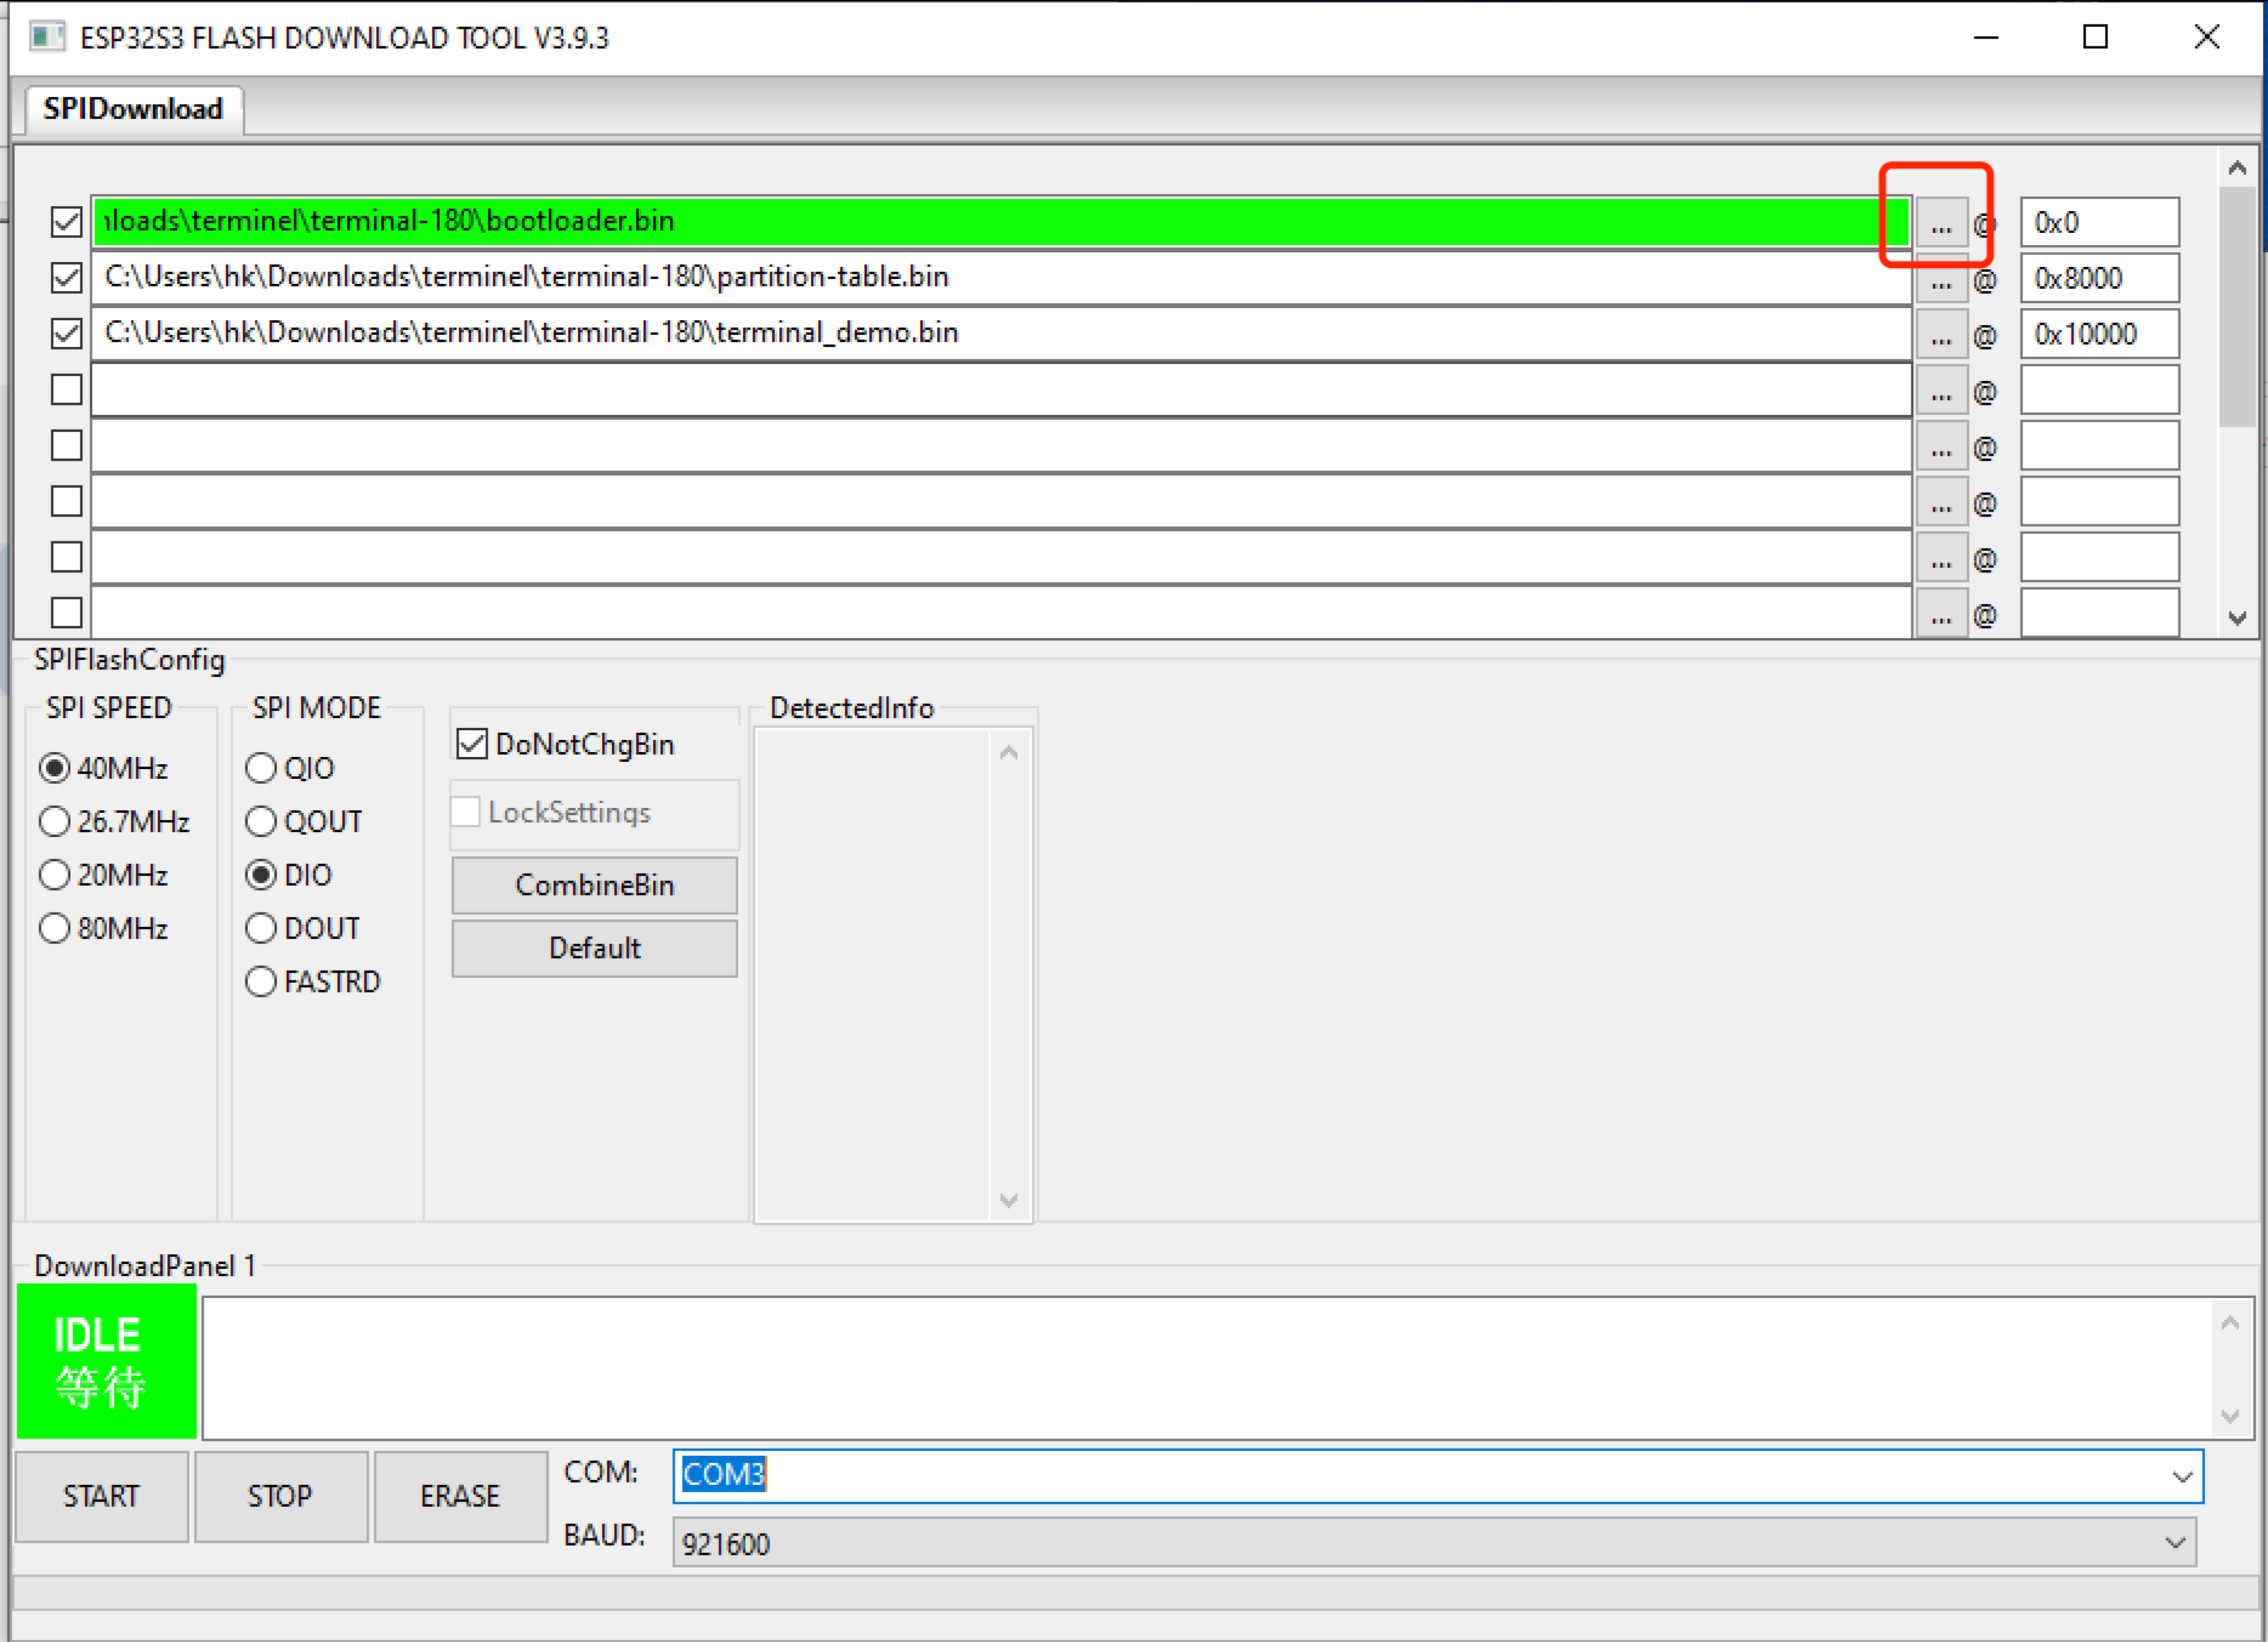 ESP32S3 FLASH DOWNLOAD TOOL V3.9.3
SPIDownload
nloads\terminel\terminal-180\bootloader.bin ... @ 0x0
C:\Users\hk\Downloads\terminel\terminal-180\partition-table.bin ... @ 0x8000
C:\Users\hk\Downloads\terminel\terminal-180\terminal_demo.bin ... @ 0x10000
... @
... @
... @
... @
... @
SPIFlashConfig
SPI SPEED
40MHz
26.7MHz
20MHz
80MHz
SPI MODE
QIO
QOUT
DIO
DOUT
FASTRD
DoNotChgBin
LockSettings
CombineBin
Default
DetectedInfo
DownloadPanel 1
IDLE
等待
START STOP ERASE
COM: COM3
BAUD: 921600